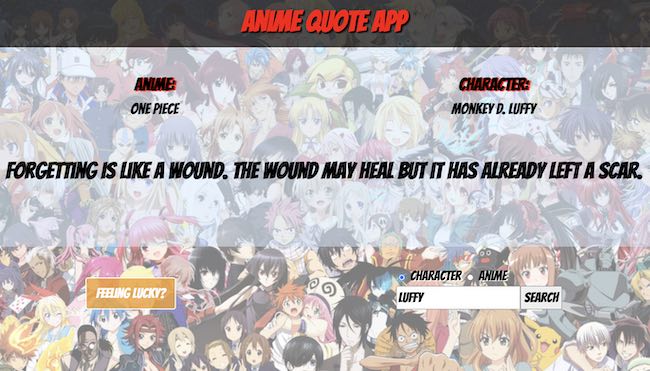 ANIME QUOTE APP
ANIME:
ONE PIECE
CHARACTER:
MONKEY D. LUFFY
FORGETTING IS LIKE A WOUND. THE WOUND MAY HEAL BUT IT HAS ALREADY LEFT A SCAR.
FEELING LUCKY?
CHARACTER ANIME
LUFFY SEARCH